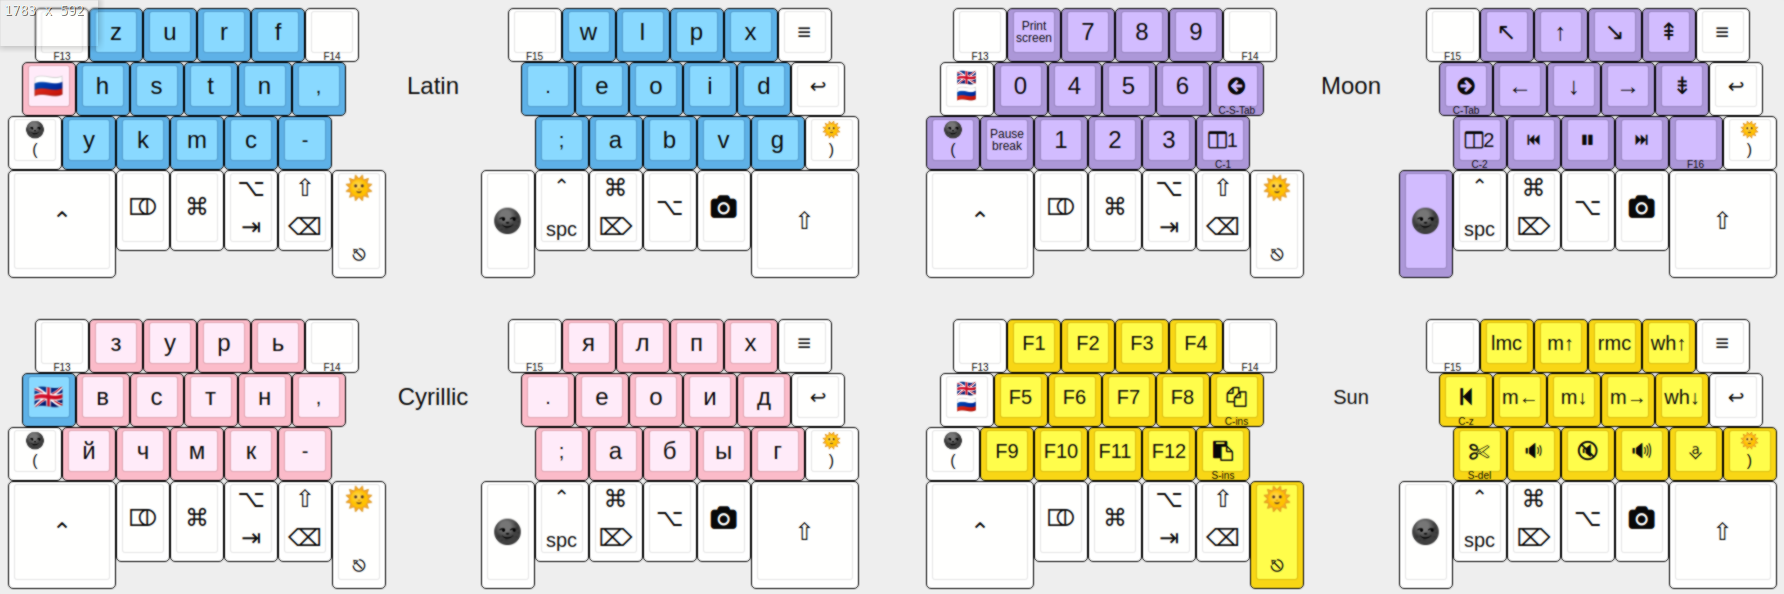 1783 x 592
z u r f w l p x ≡ Print screen 7 8 9 ↖ ↑ ↘ ⇞ ≡
F13 F14 F15 F13 F14 F15
h s t n , Latin . e o i d ↩ 0 4 5 6 Moon ← ↓ → ⇟ ↩
C-S-Tab C-Tab
( y k m c - ; a b v g ) ( Pause break 1 2 3 1 2 ⏮ ⏸ ⏭ )
C-1 C-2 F16
^ ⌘ ⌥ ⇥ ⇧ ⌫ ⎋ ^ spc ⌘ ⌦ ⌥ ⇧ ^ ⌘ ⌥ ⇥ ⇧ ⌫ ⎋ ^ spc ⌘ ⌦ ⌥ ⇧
з у р ь я л п х ≡ F1 F2 F3 F4 lmc m↑ rmc wh↑ ≡
F13 F14 F15 F13 F14 F15
в с т н , Cyrillic . е о и д ↩ F5 F6 F7 F8 Sun m← m↓ m→ wh↓ ↩
C-ins C-z
( й ч м к - ; а б ы г ) ( F9 F10 F11 F12 )
S-ins S-del
^ ⌘ ⌥ ⇥ ⇧ ⌫ ⎋ ^ spc ⌘ ⌦ ⌥ ⇧ ^ ⌘ ⌥ ⇥ ⇧ ⌫ ⎋ ^ spc ⌘ ⌦ ⌥ ⇧